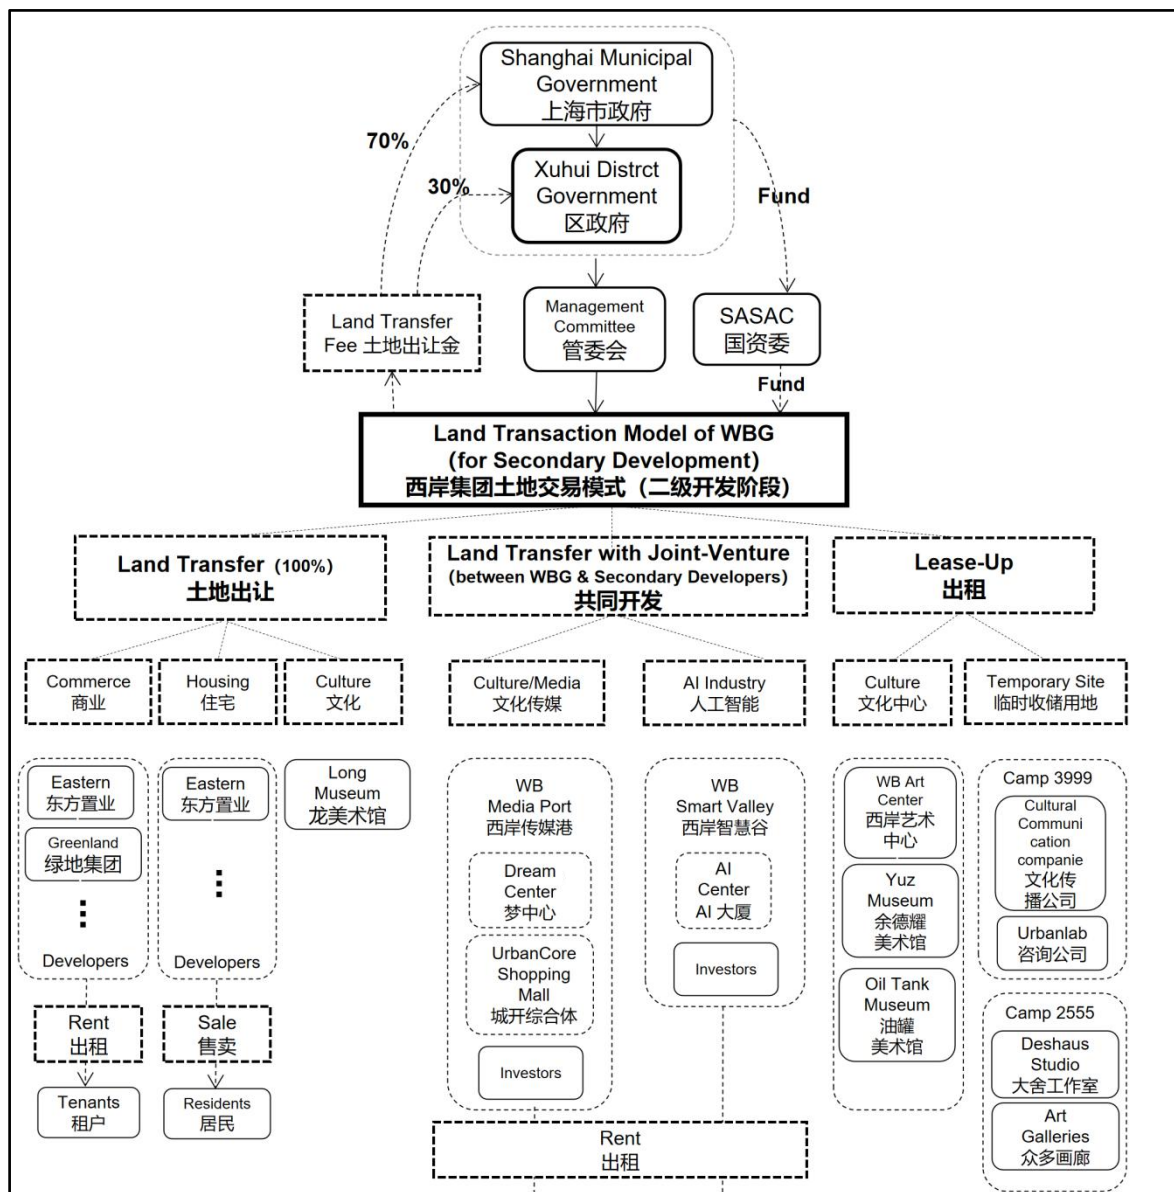 Shanghai Municipal
Government
上海市政府
70%
Xuhui Distrct
Government
区政府
30%
Fund
Land Transfer
Fee 土地出让金
Management
Committee
管委会
SASAC
国资委
Fund
Land Transaction Model of WBG
（for Secondary Development）
西岸集团土地交易模式（二级开发阶段）
Land Transfer（100%）
土地出让
Land Transfer with Joint-Venture
（between WBG & Secondary Developers）
共同开发
Lease-Up
出租
Commerce
商业
Housing
住宅
Culture
文化
Culture/Media
文化传媒
AI Industry
人工智能
Culture
文化中心
Temporary Site
临时收储用地
Eastern
东方置业
Greenland
绿地集团
Developers
Rent
出租
Tenants
租户
Eastern
东方置业
Developers
Sale
售卖
Residents
居民
Long
Museum
龙美术馆
WB
Media Port
西岸传媒港
Dream
Center
梦中心
UrbanCore
Shopping
Mall
城开综合体
Investors
WB
Smart Valley
西岸智慧谷
AI
Center
AI 大厦
Investors
Rent
出租
WB Art
Center
西岸艺术
中心
Yuz
Museum
余德耀
美术馆
Oil Tank
Museum
油罐
美术馆
Camp 3999
Cultural
Communi
cation
companie
文化传
播公司
Urbanlab
咨询公司
Camp 2555
Deshaus
Studio
大舍工作室
Art
Galleries
众多画廊